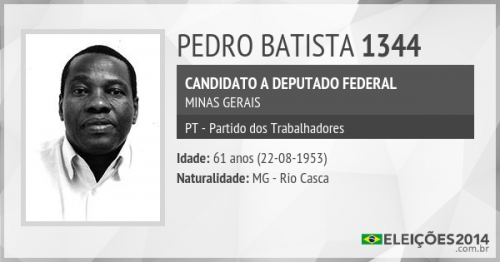 PEDRO BATISTA 1344
CANDIDATO A DEPUTADO FEDERAL
MINAS GERAIS
PT - Partido dos Trabalhadores
Idade: 61 anos (22-08-1953)
Naturalidade: MG - Rio Casca
ELEIÇÕES2014
.com.br